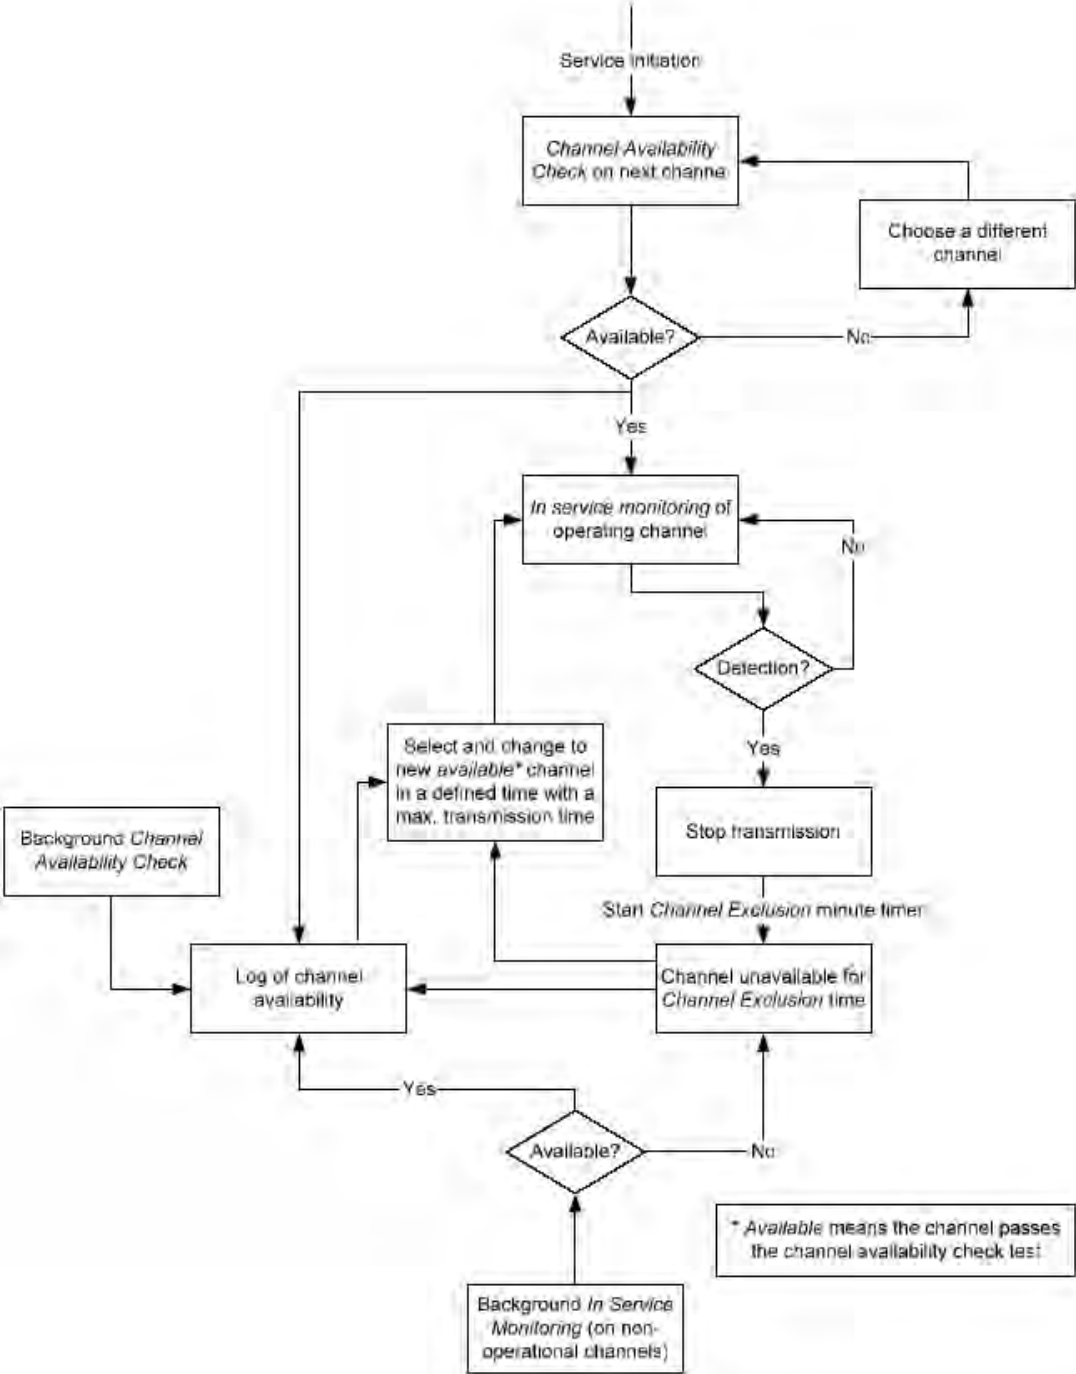 Service Initiation
Channel Availability
Check on next channel
Choose a different
channel
Available?
No
Yes
In service monitoring of
operating channel
No
Detection?
Yes
Select and change to
new available* channel
in a defined time with a
max. transmission time
Stop transmission
Background Channel
Availability Check
Start Channel Exclusion minute timer
Log of channel
availability
Channel unavailable for
Channel Exclusion time
Yes
Available?
No
* Available means the channel passes
the channel availability check test
Background In Service
Monitoring (on non-
operational channels)